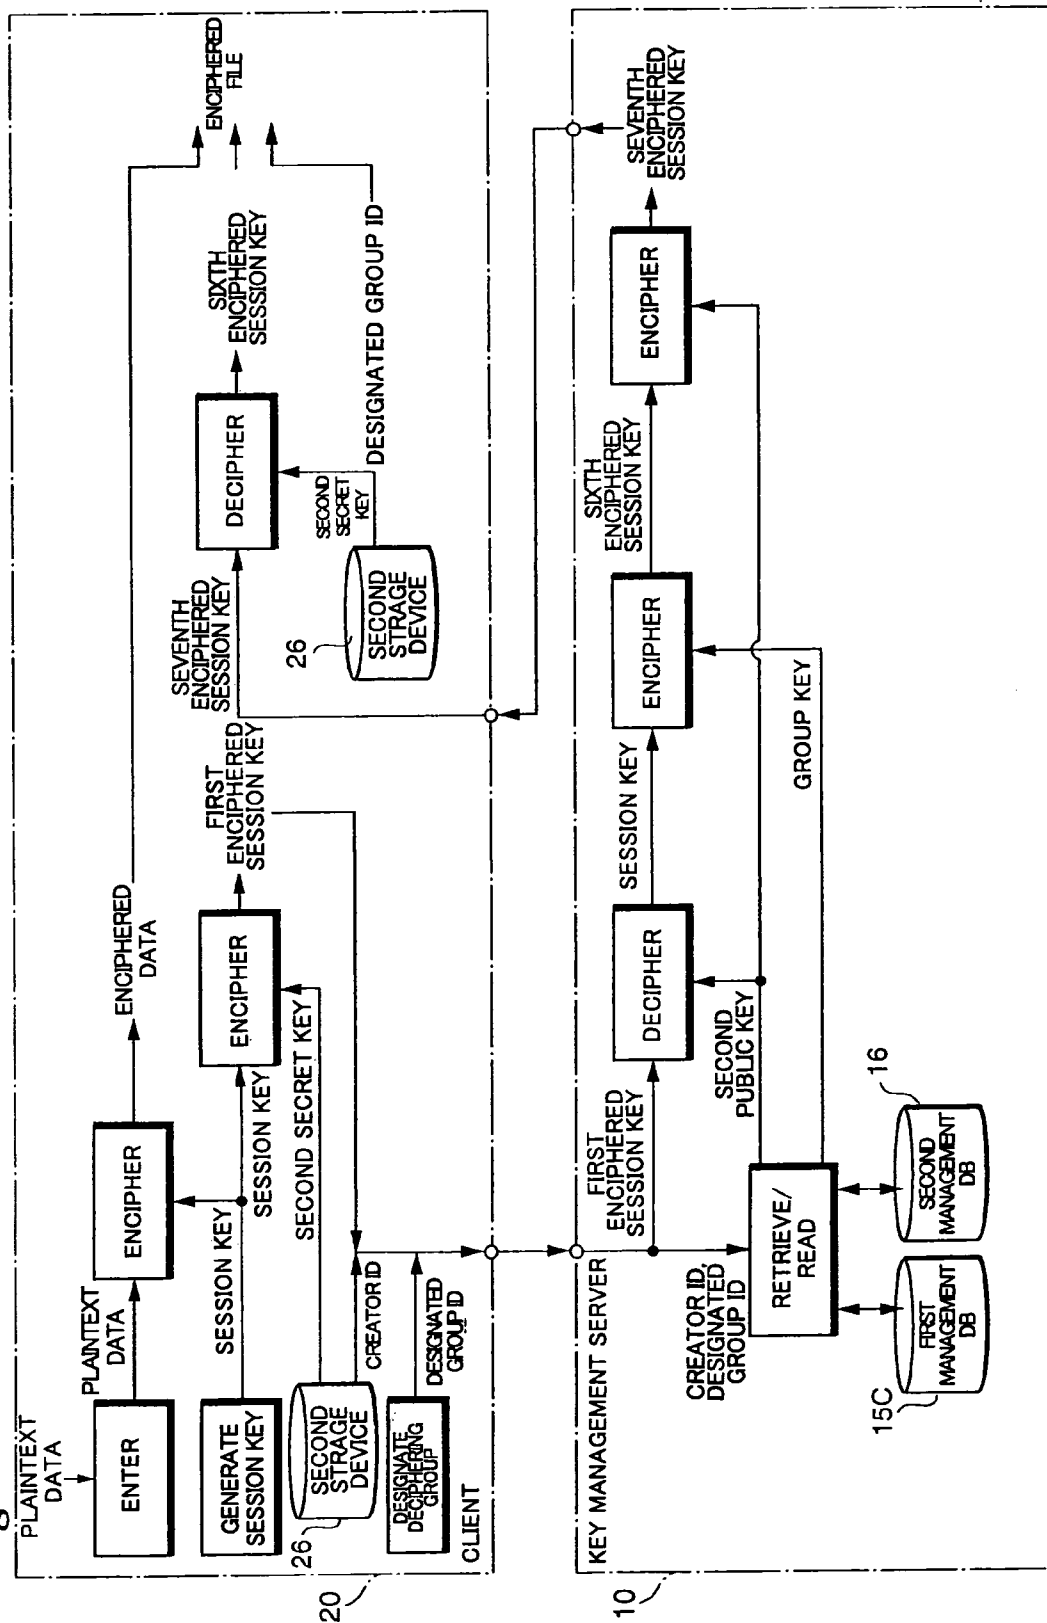 PLAINTEXT
DATA
ENTER
PLAINTEXT
DATA
ENCIPHER
ENCIPHERED
DATA
ENCIPHERED
FILE
GENERATE
SESSION KEY
SESSION KEY
SESSION KEY
ENCIPHER
FIRST
ENCIPHERED
SESSION KEY
SEVENTH
ENCIPHERED
SESSION KEY
DECIPHER
SIXTH
ENCIPHERED
SESSION KEY
SECOND
STRAGE
DEVICE
26
SECOND SECRET KEY
CREATOR ID
SECOND
STRAGE
DEVICE
26
SECOND
SECRET
KEY
DESIGNATED GROUP ID
DESIGNATE
DECIPHERING
GROUP
DESIGNATED
GROUP ID
CLIENT
20
KEY MANAGEMENT SERVER
10
FIRST
ENCIPHERED
SESSION KEY
DECIPHER
SESSION KEY
ENCIPHER
SIXTH
ENCIPHERED
SESSION KEY
ENCIPHER
SEVENTH
ENCIPHERED
SESSION KEY
CREATOR ID,
DESIGNATED
GROUP ID
RETRIEVE/
READ
SECOND
PUBLIC KEY
GROUP KEY
FIRST
MANAGEMENT
DB
15C
SECOND
MANAGEMENT
DB
16